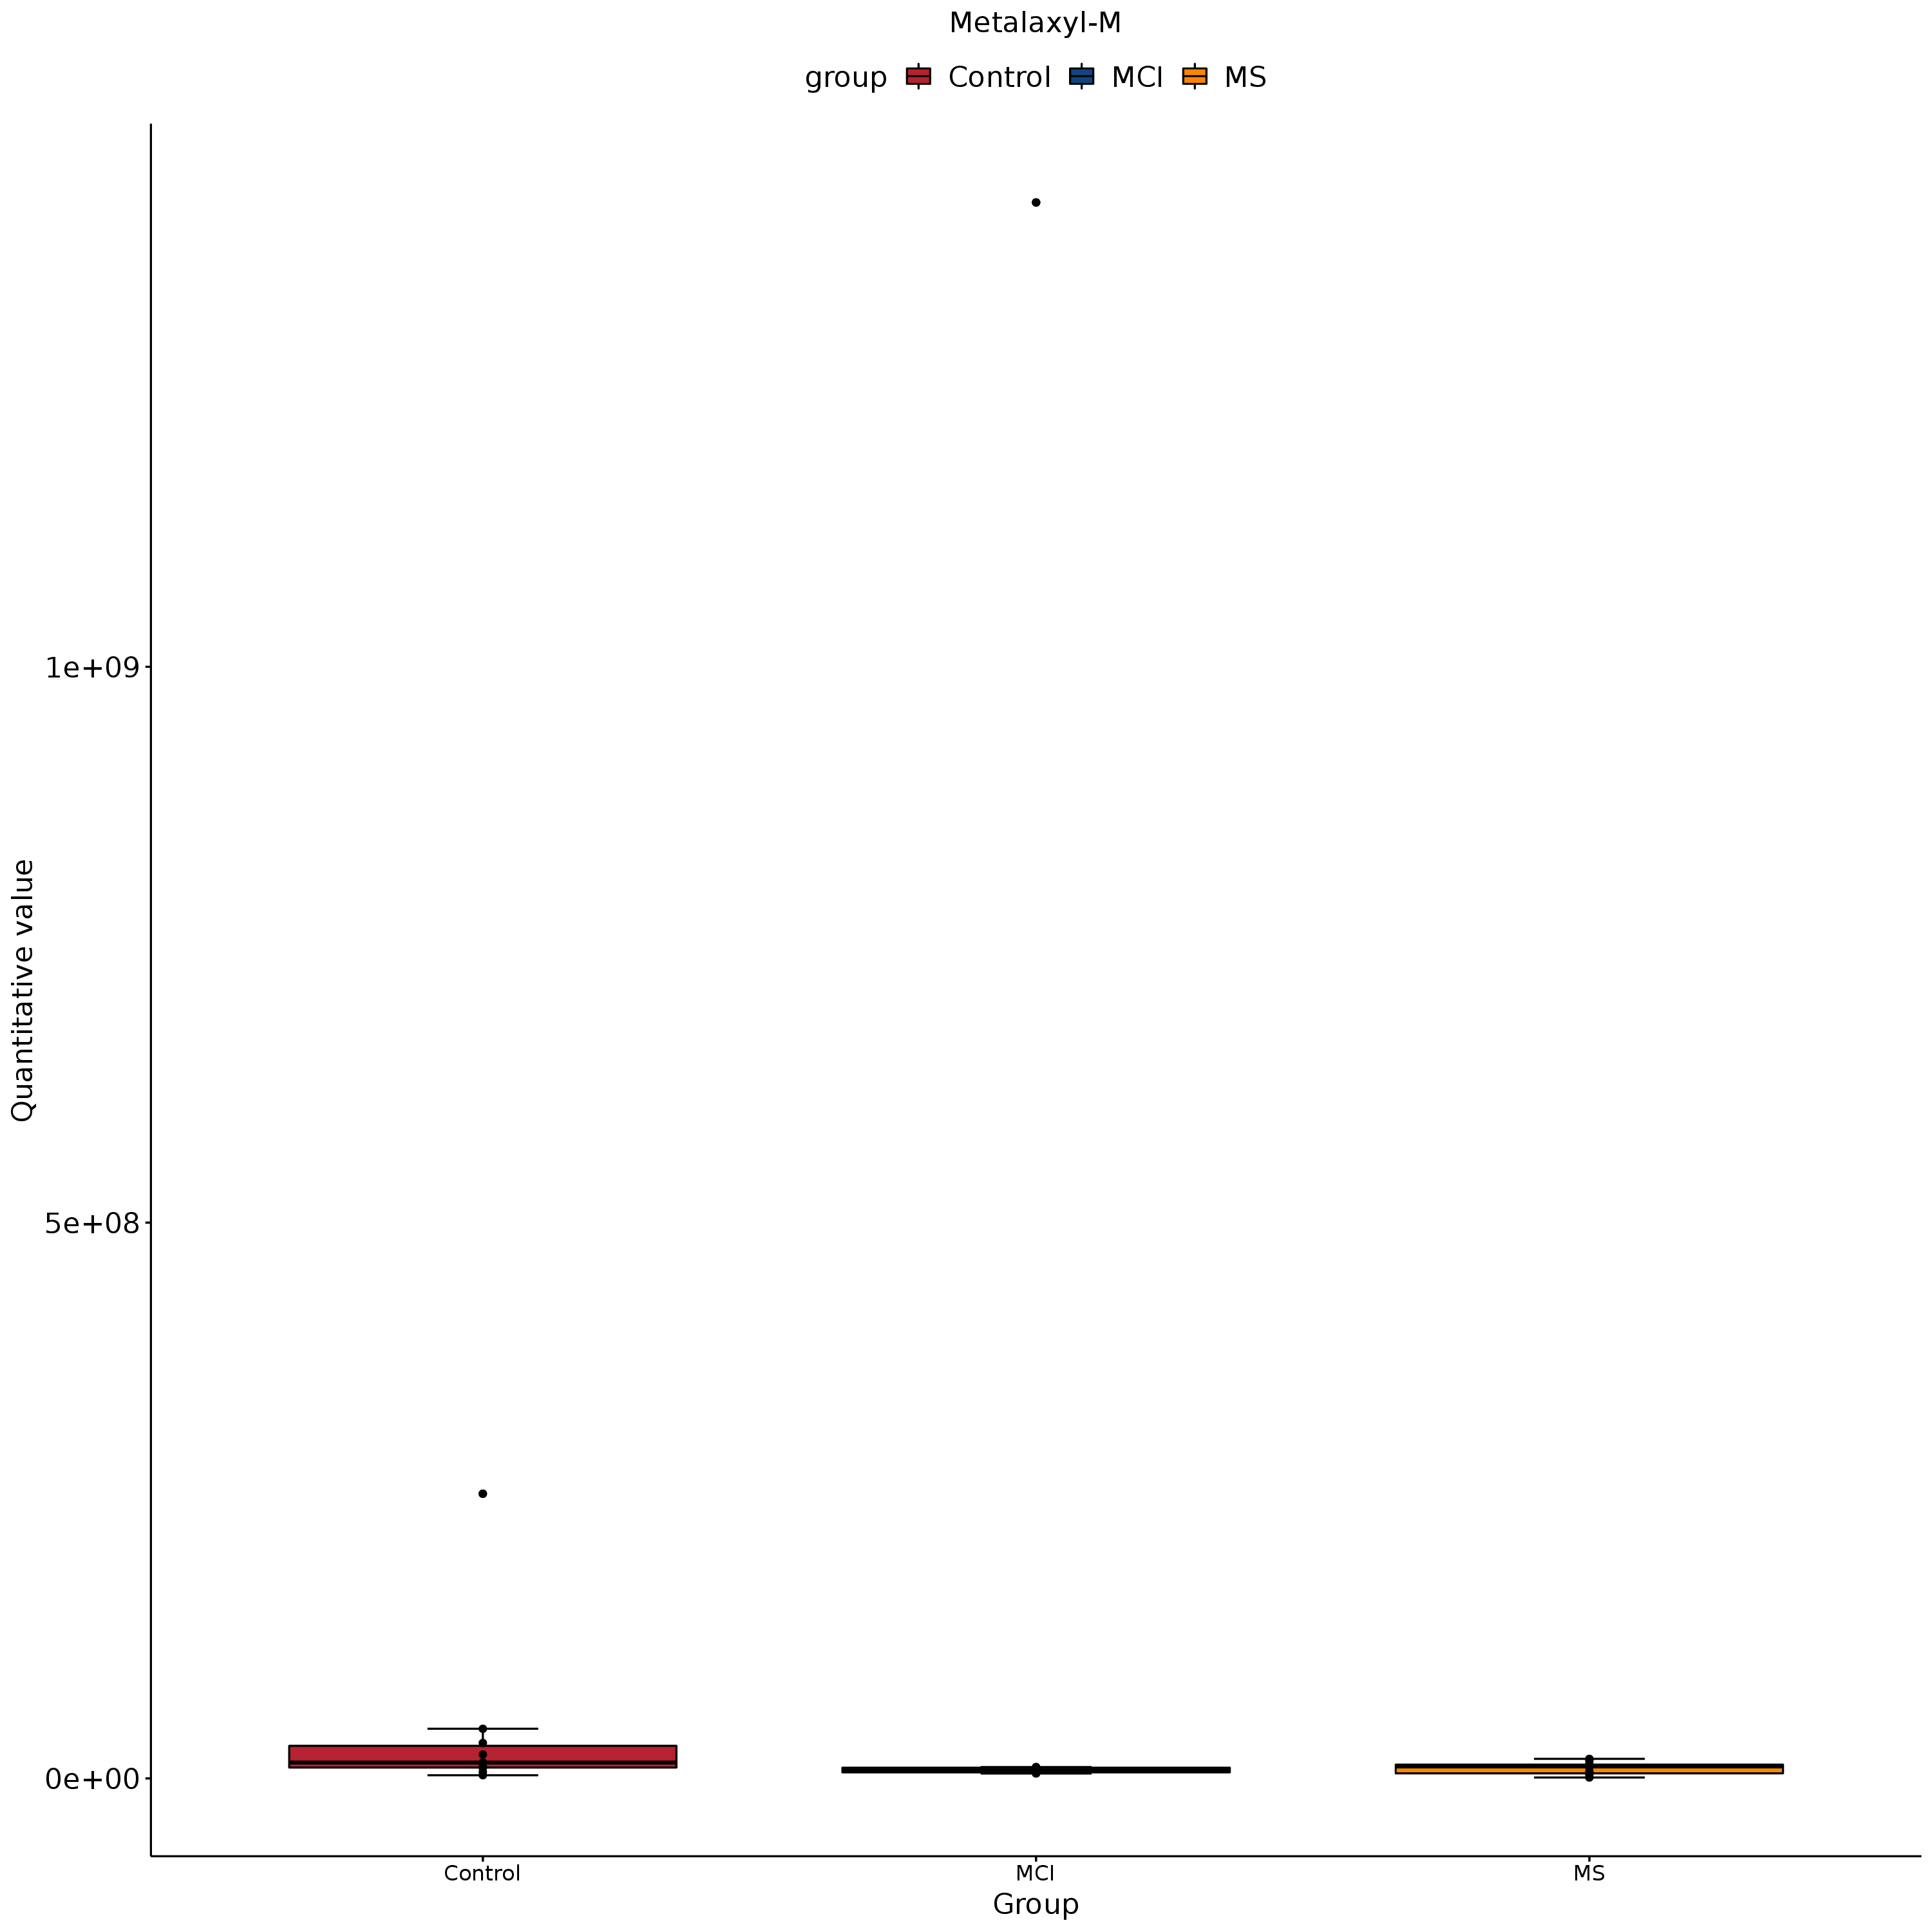 Metalaxyl-M
group Control MCI MS
Quantitative value
1e+09
5e+08
0e+00
Control MCI MS
Group